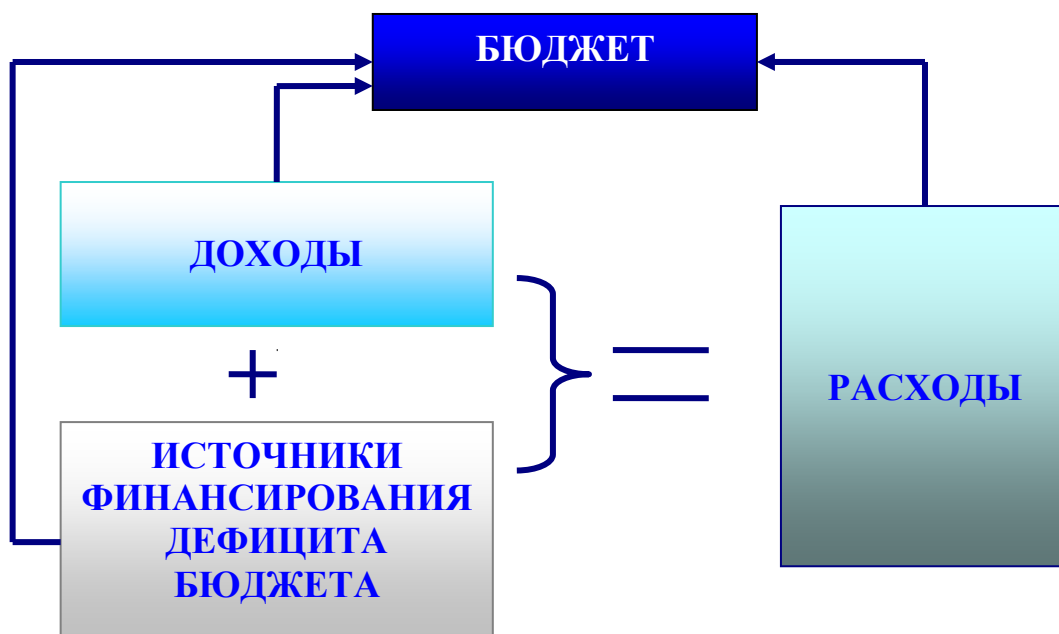 БЮДЖЕТ
ДОХОДЫ
+
ИСТОЧНИКИ
ФИНАНСИРОВАНИЯ
ДЕФИЦИТА
БЮДЖЕТА
=
РАСХОДЫ